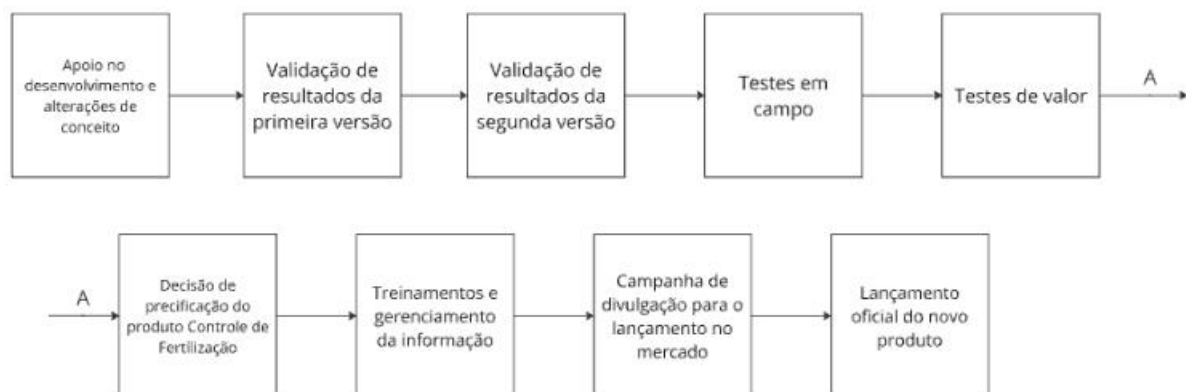 Apoio no
desenvolvimento e
alterações de
conceito
Validação de
resultados da
primeira versão
Validação de
resultados da
segunda versão
Testes em
campo
Testes de valor
A
A
Decisão de
precificação do
produto Controle de
Fertilização
Treinamentos e
gerenciamento
da informação
Campanha de
divulgação para o
lançamento no
mercado
Lançamento
oficial do novo
produto